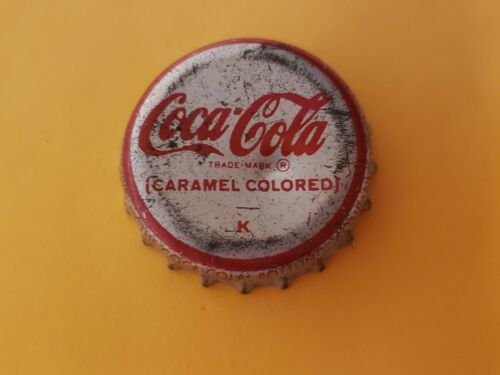 Coca-Cola
TRADE-MARK ®
(CARAMEL COLORED)
K